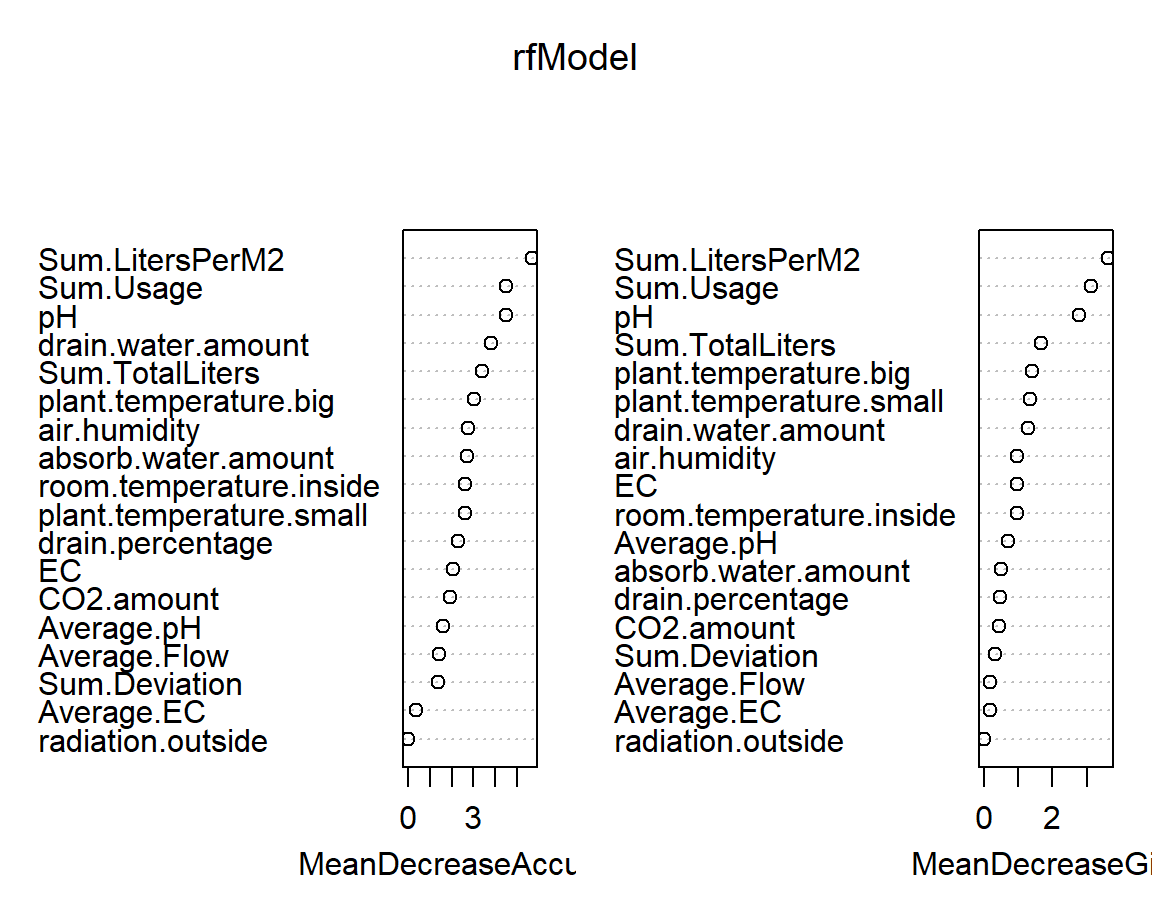 rfModel
Sum.LitersPerM2
Sum.Usage
pH
drain.water.amount
Sum.TotalLiters
plant.temperature.big
air.humidity
absorb.water.amount
room.temperature.inside
plant.temperature.small
drain.percentage
EC
CO2.amount
Average.pH
Average.Flow
Sum.Deviation
Average.EC
radiation.outside
0 3
MeanDecreaseAccu
Sum.LitersPerM2
Sum.Usage
pH
Sum.TotalLiters
plant.temperature.big
plant.temperature.small
drain.water.amount
air.humidity
EC
room.temperature.inside
Average.pH
absorb.water.amount
drain.percentage
CO2.amount
Sum.Deviation
Average.Flow
Average.EC
radiation.outside
0 2
MeanDecreaseGi